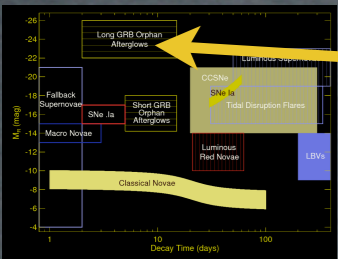 -26
-24
-22
-20
-18
-16
-14
-12
-10
-8
-6
-4
M
(mag)
Long GRB Orphan
Afterglows
Luminous Supernovae
CCSNe
SNe Ia
Tidal Disruption Flares
Fallback
Supernovae
SNe .Ia
Short GRB
Orphan
Afterglows
Macro Novae
Luminous
Red Novae
LBVs
Classical Novae
1
10
100
Decay Time (days)